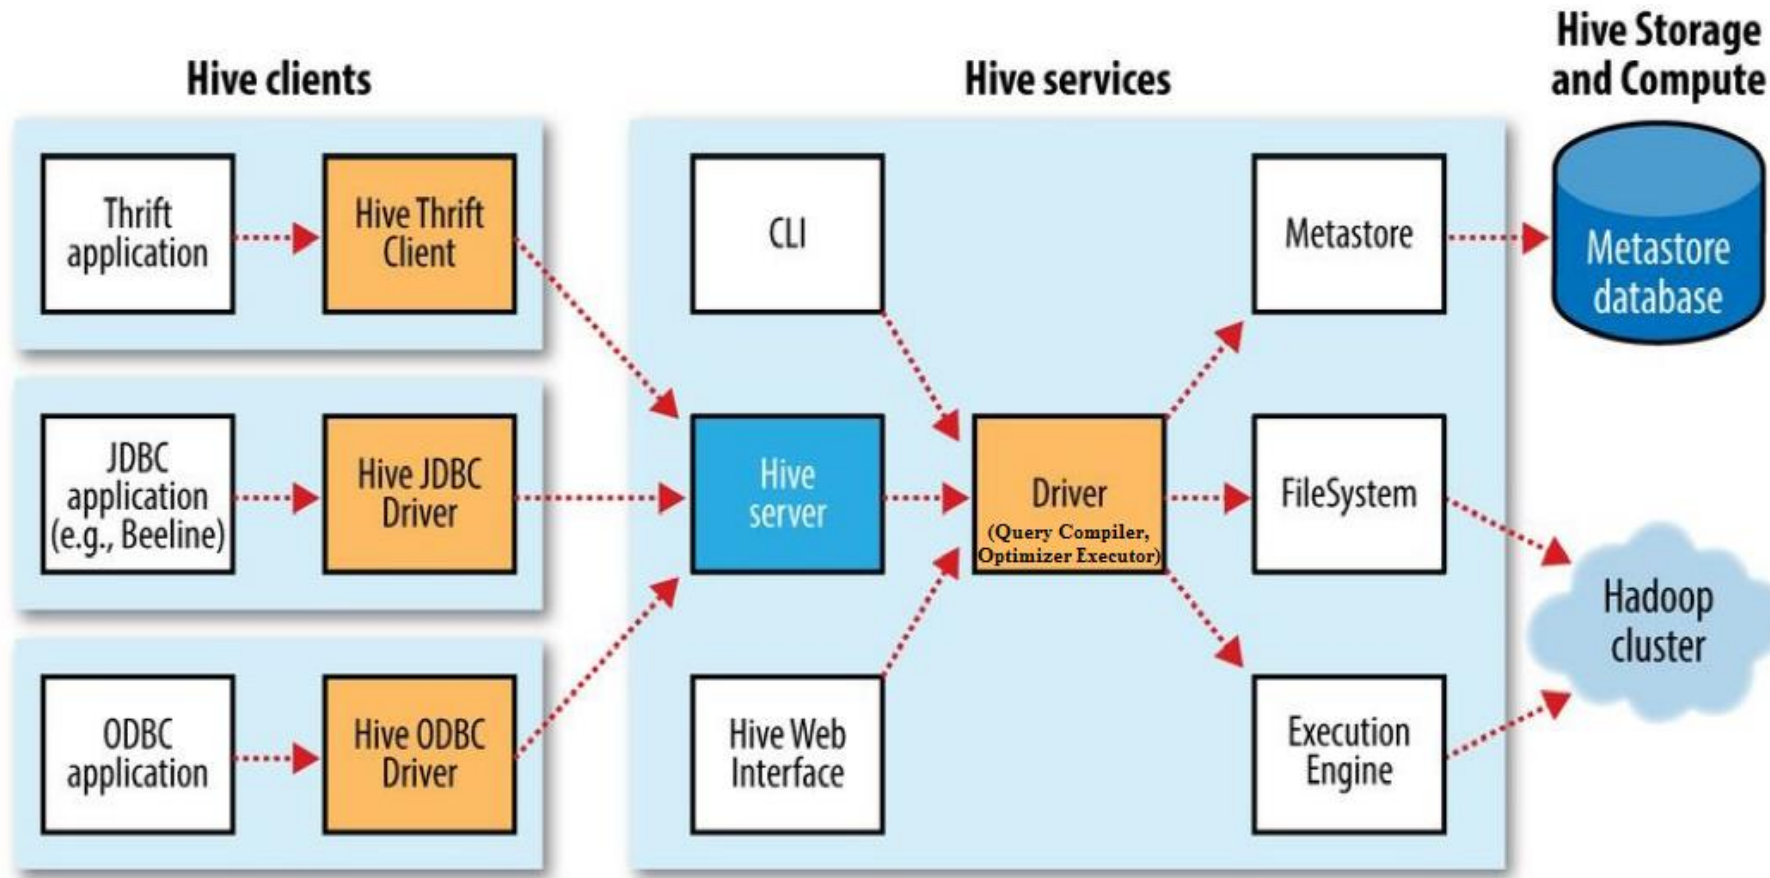 Hive clients
Thrift
application
Hive Thrift
Client
JDBC
application
(e.g., Beeline)
Hive JDBC
Driver
ODBC
application
Hive ODBC
Driver
Hive services
CLI
Hive
server
Hive Web
Interface
Driver
(Query Compiler,
Optimizer Executor)
Metastore
FileSystem
Execution
Engine
Hive Storage
and Compute
Metastore
database
Hadoop
cluster